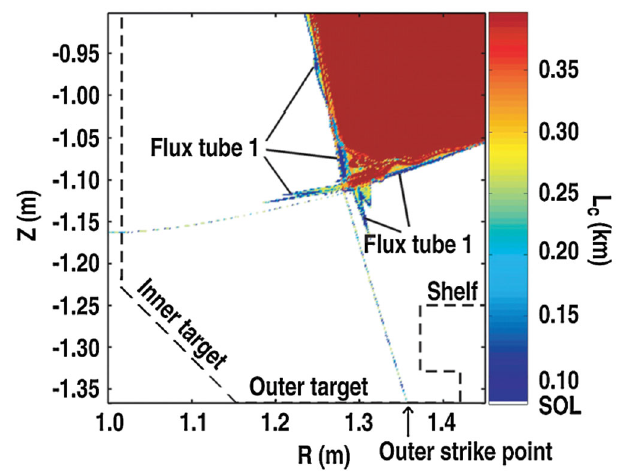 -0.95
-1.00
-1.05
-1.10
-1.15
-1.20
-1.25
-1.30
-1.35
Z (m)
Flux tube 1
Flux tube 1
Shelf
Inner target
Outer target
1.0 1.1 1.2 1.3 1.4
R (m)
Outer strike point
0.35
0.30
0.25
0.20
0.15
0.10
SOL
Lc (km)